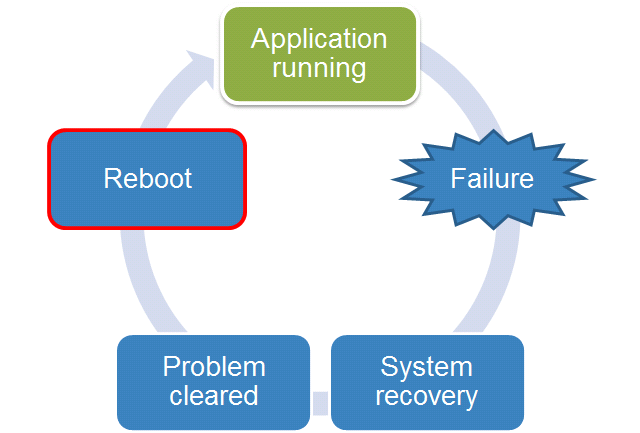 Application
running
Failure
System
recovery
Problem
cleared
Reboot